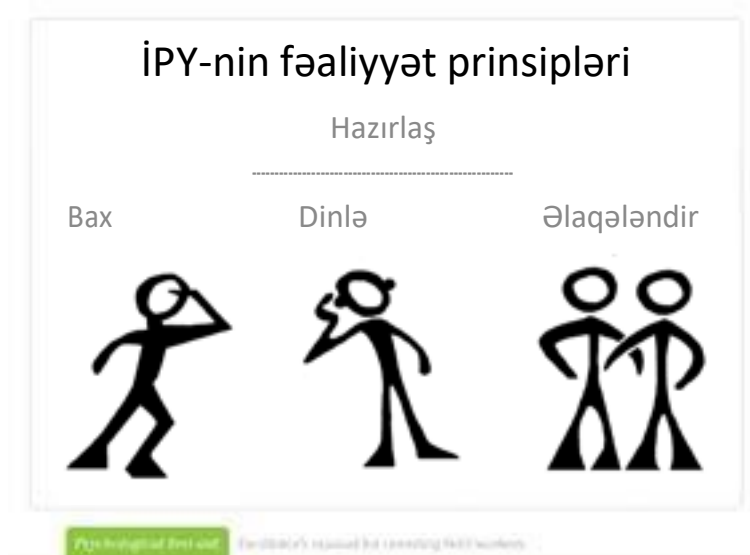 İPY-nin fəaliyyət prinsipləri
Hazırlaş
Bax Dinlə Əlaqələndir
Psychological first aid